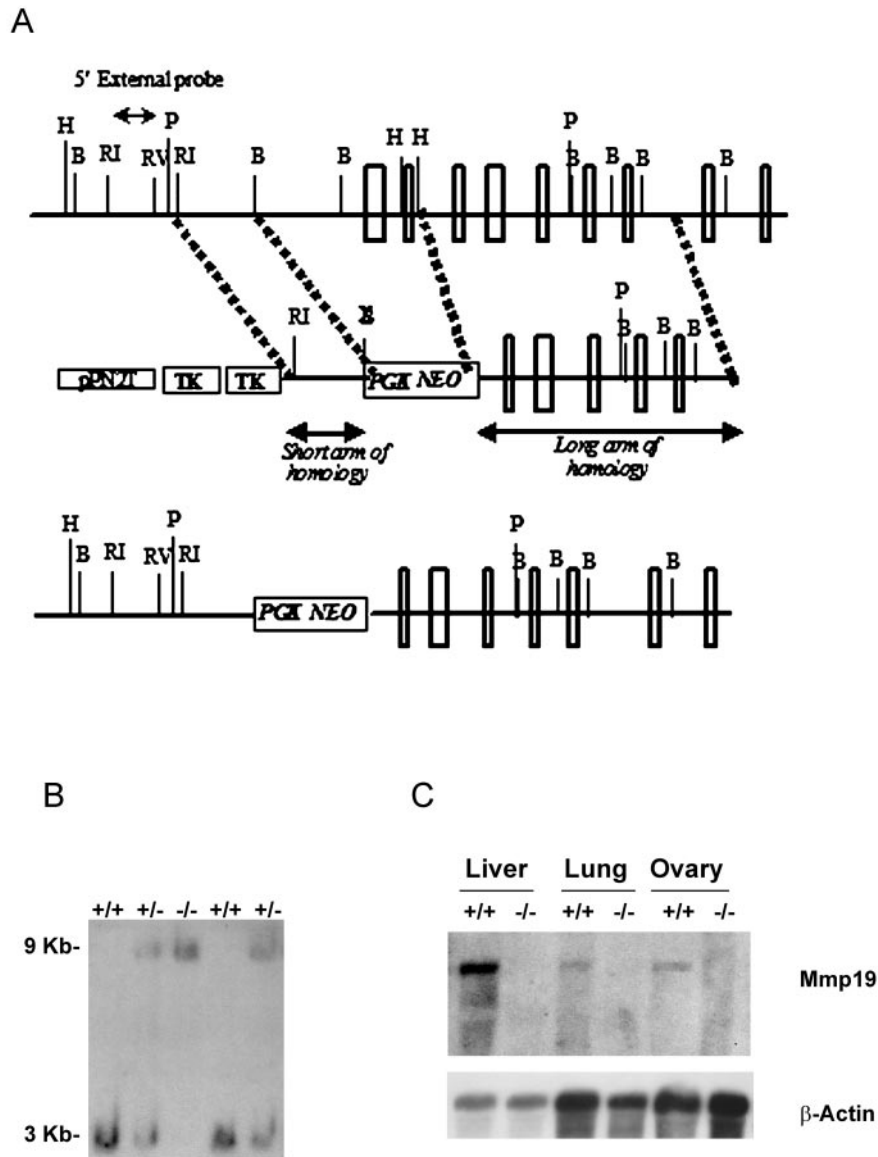 A
5' External probe
H B RI RV P RI B B H H P B B B B
RI P B B B
pPN2T TK TK PGK NEO
Short arm of homology
Long arm of homology
H B RI RV P RI P B B B B
PGK NEO
B
+/+ +/- -/- +/+ +/-
9 Kb-
3 Kb-
C
Liver Lung Ovary
+/+ -/- +/+ -/- +/+ -/-
Mmp19
β-Actin